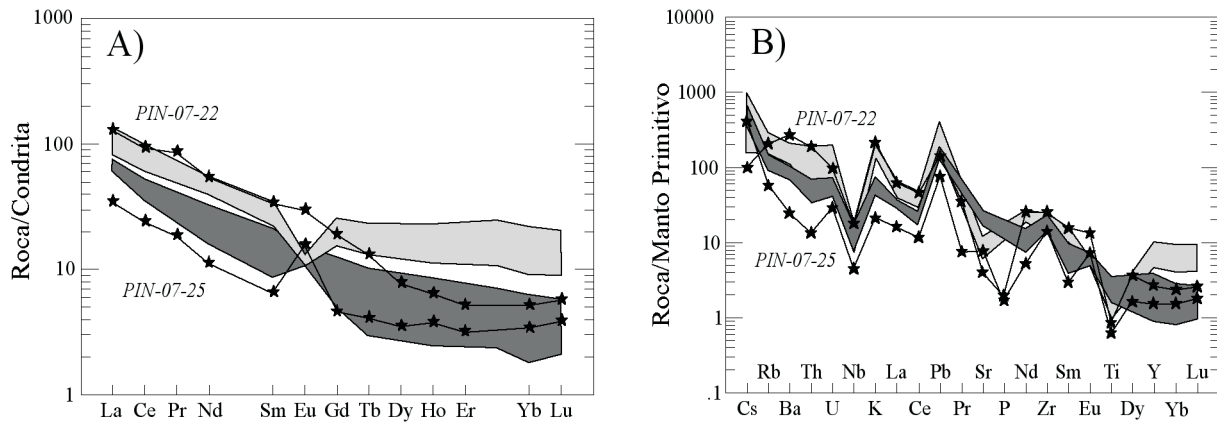 A)
Roca/Condrita
1000
100
10
1
PIN-07-22
PIN-07-25
La Ce Pr Nd Sm Eu Gd Tb Dy Ho Er Yb Lu
B)
Roca/Manto Primitivo
10000
1000
100
10
1
.1
PIN-07-22
PIN-07-25
Rb Th Nb La Pb Sr Nd Sm Ti Y Lu
Cs Ba U K Ce Pr P Zr Eu Dy Yb